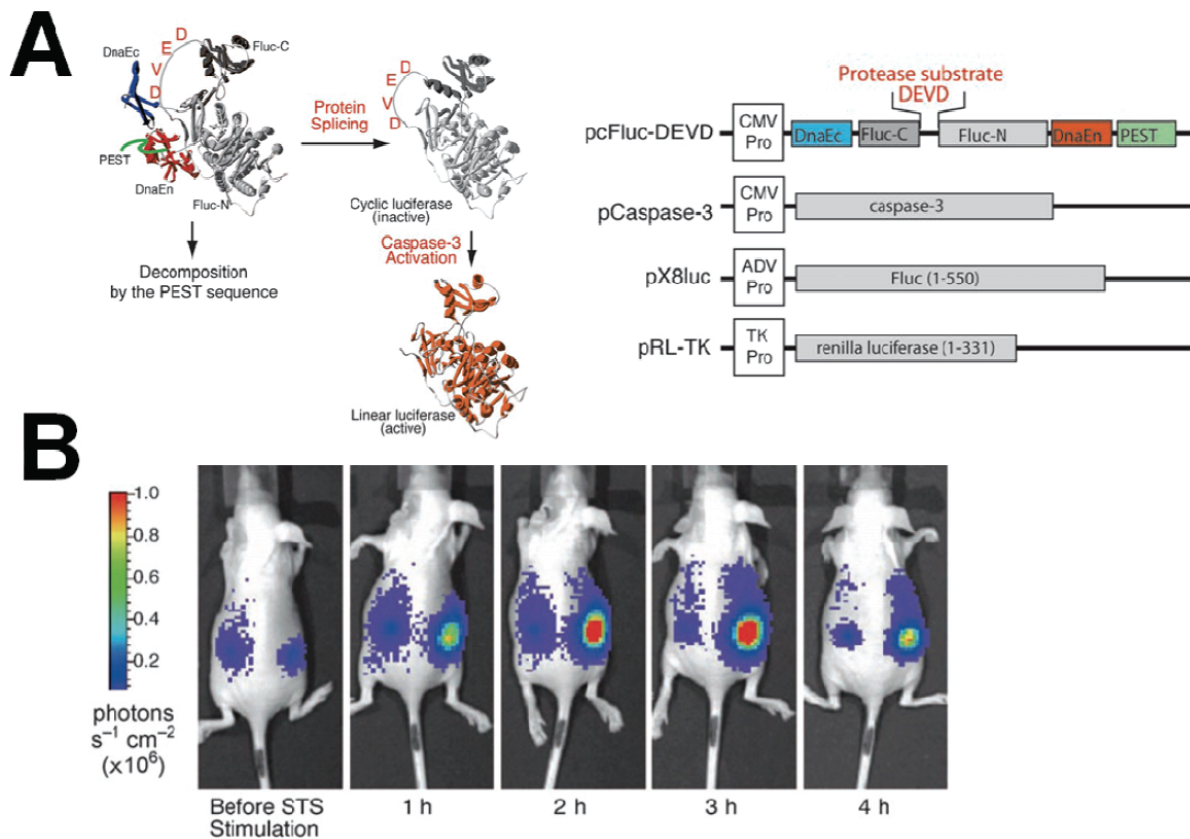 A
DnaEc
D
E
V
D
Fluc-C
PEST
DnaEn
Fluc-N
Decomposition
by the PEST sequence
Protein
Splicing
D
E
V
D
Cyclic luciferase
(inactive)
Caspase-3
Activation
Linear luciferase
(active)
Protease substrate
DEVD
pcFluc-DEVD
CMV
Pro
DnaEc
Fluc-C
Fluc-N
DnaEn
PEST
pCaspase-3
CMV
Pro
caspase-3
pX8luc
ADV
Pro
Fluc (1-550)
pRL-TK
TK
Pro
renilla luciferase (1-331)
B
1.0
0.8
0.6
0.4
0.2
photons
s⁻¹ cm⁻²
(x10⁶)
Before STS
Stimulation
1 h
2 h
3 h
4 h